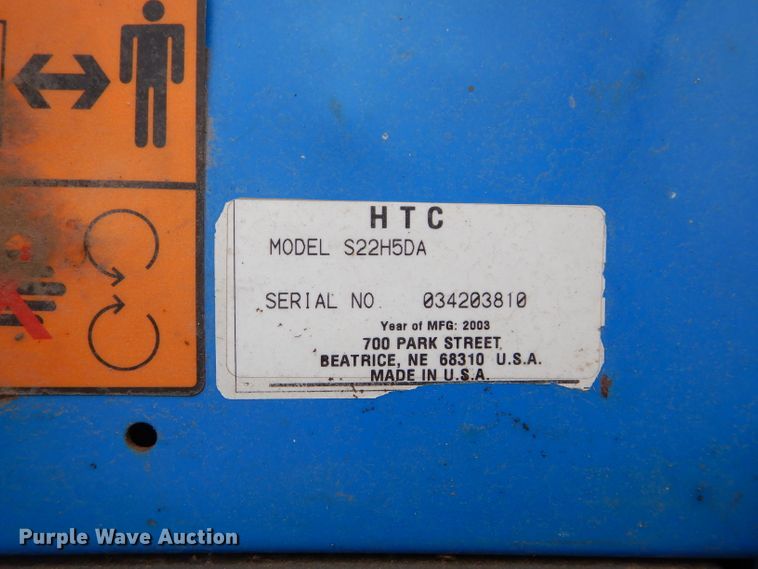 HTC
MODEL S22H5DA
SERIAL NO. 034203810
Year of MFG: 2003
700 PARK STREET
BEATRICE, NE 68310 U.S.A.
MADE IN U.S.A.
Purple Wave Auction